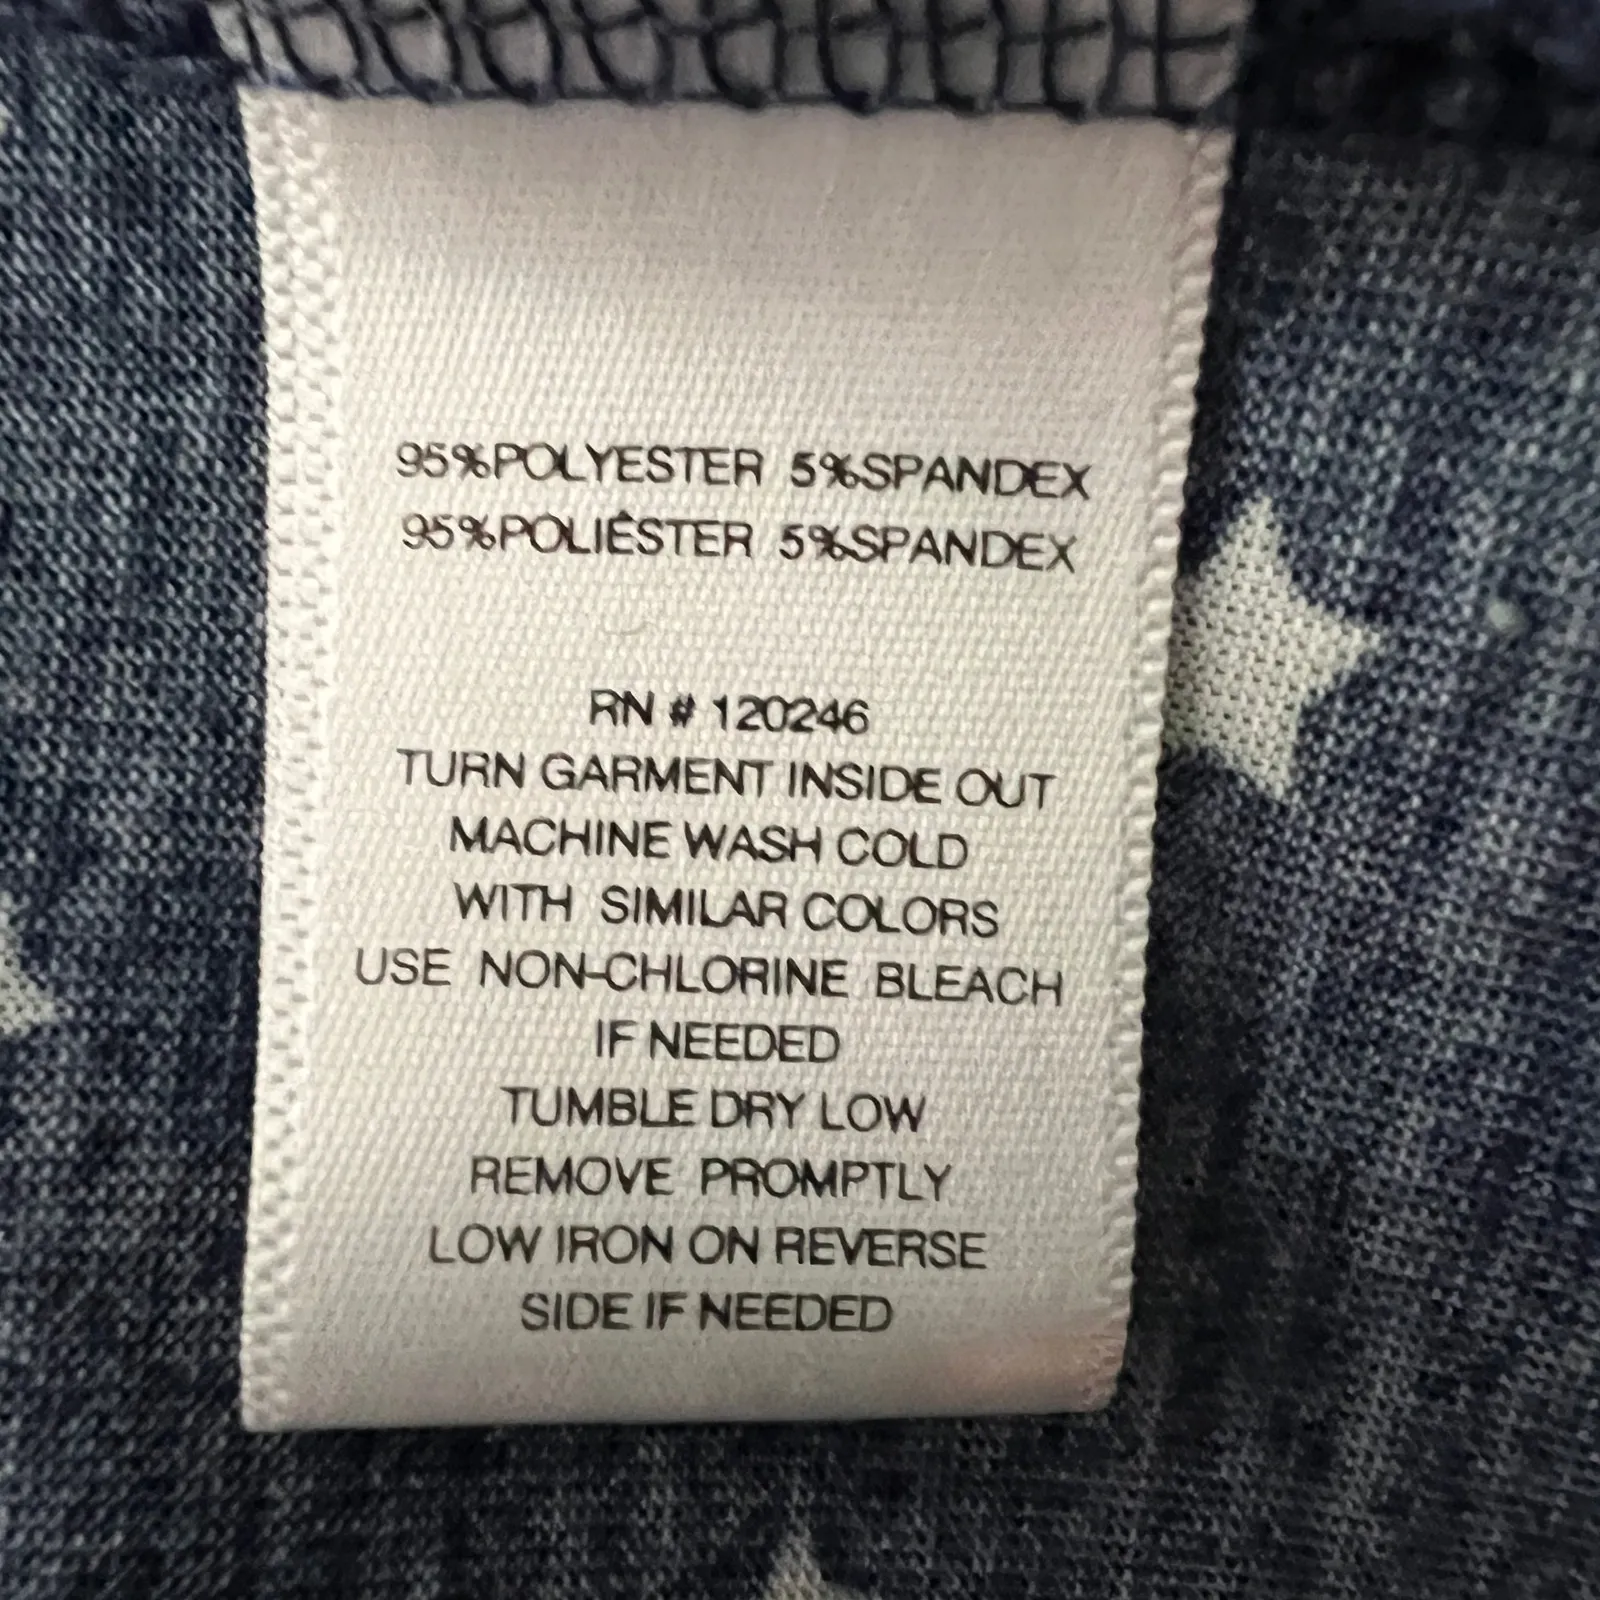 95%POLYESTER 5%SPANDEX
95%POLIÉSTER 5%SPANDEX
RN # 120246
TURN GARMENT INSIDE OUT
MACHINE WASH COLD
WITH SIMILAR COLORS
USE NON-CHLORINE BLEACH
IF NEEDED
TUMBLE DRY LOW
REMOVE PROMPTLY
LOW IRON ON REVERSE
SIDE IF NEEDED